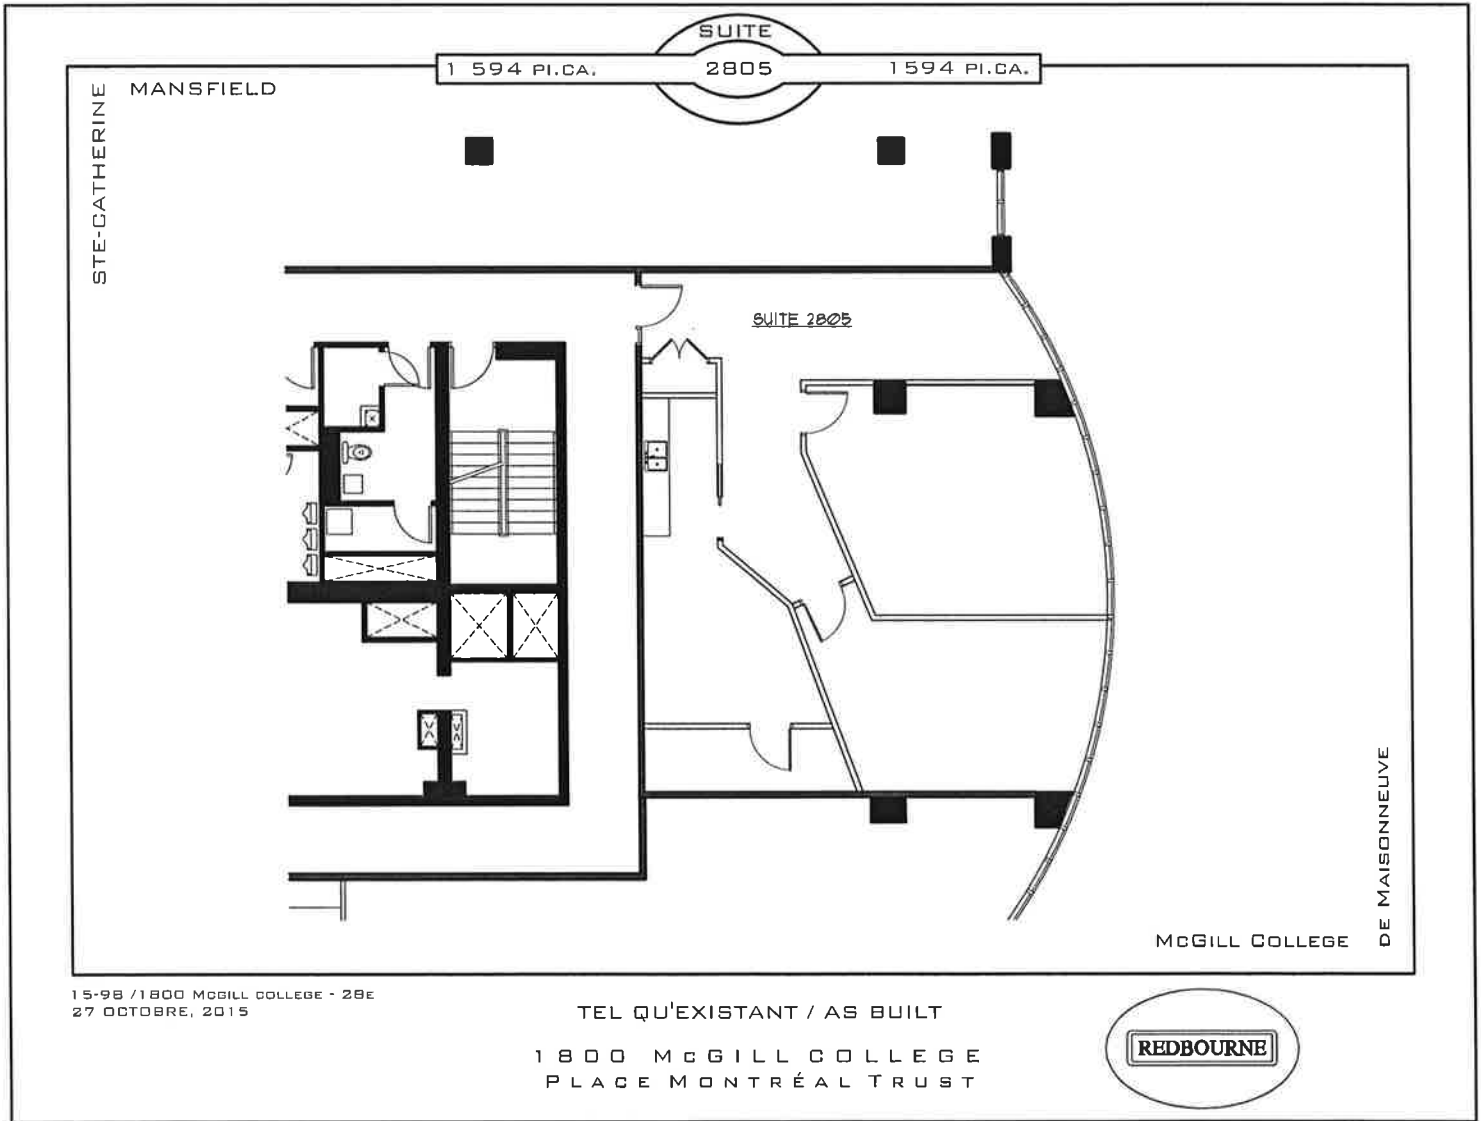 SUITE
1 594 PI.CA.
2805
1594 PI.CA.
MANSFIELD
STE-CATHERINE
SUITE 2805
DE MAISONNEUVE
McGILL COLLEGE
15-98 /1800 McGILL COLLEGE - 28E
27 OCTOBRE, 2015
TEL QU'EXISTANT / AS BUILT
1800 McGILL COLLEGE
PLACE MONTRÉAL TRUST
REDBOURNE